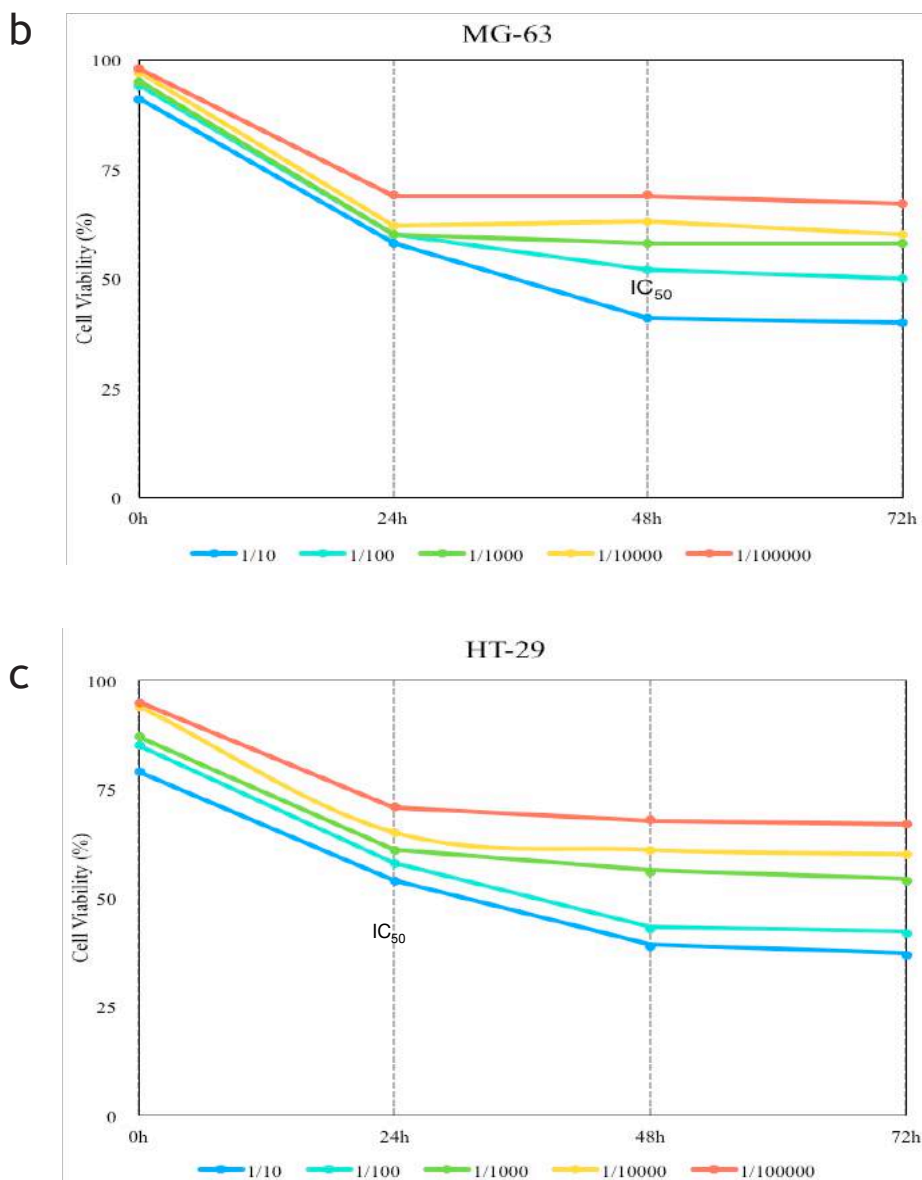 b
MG-63
100
75
50
25
0
Cell Viability (%)
IC50
0h 24h 48h 72h
1/10 1/100 1/1000 1/10000 1/100000
c
HT-29
100
75
50
25
0
Cell Viability (%)
IC50
0h 24h 48h 72h
1/10 1/100 1/1000 1/10000 1/100000